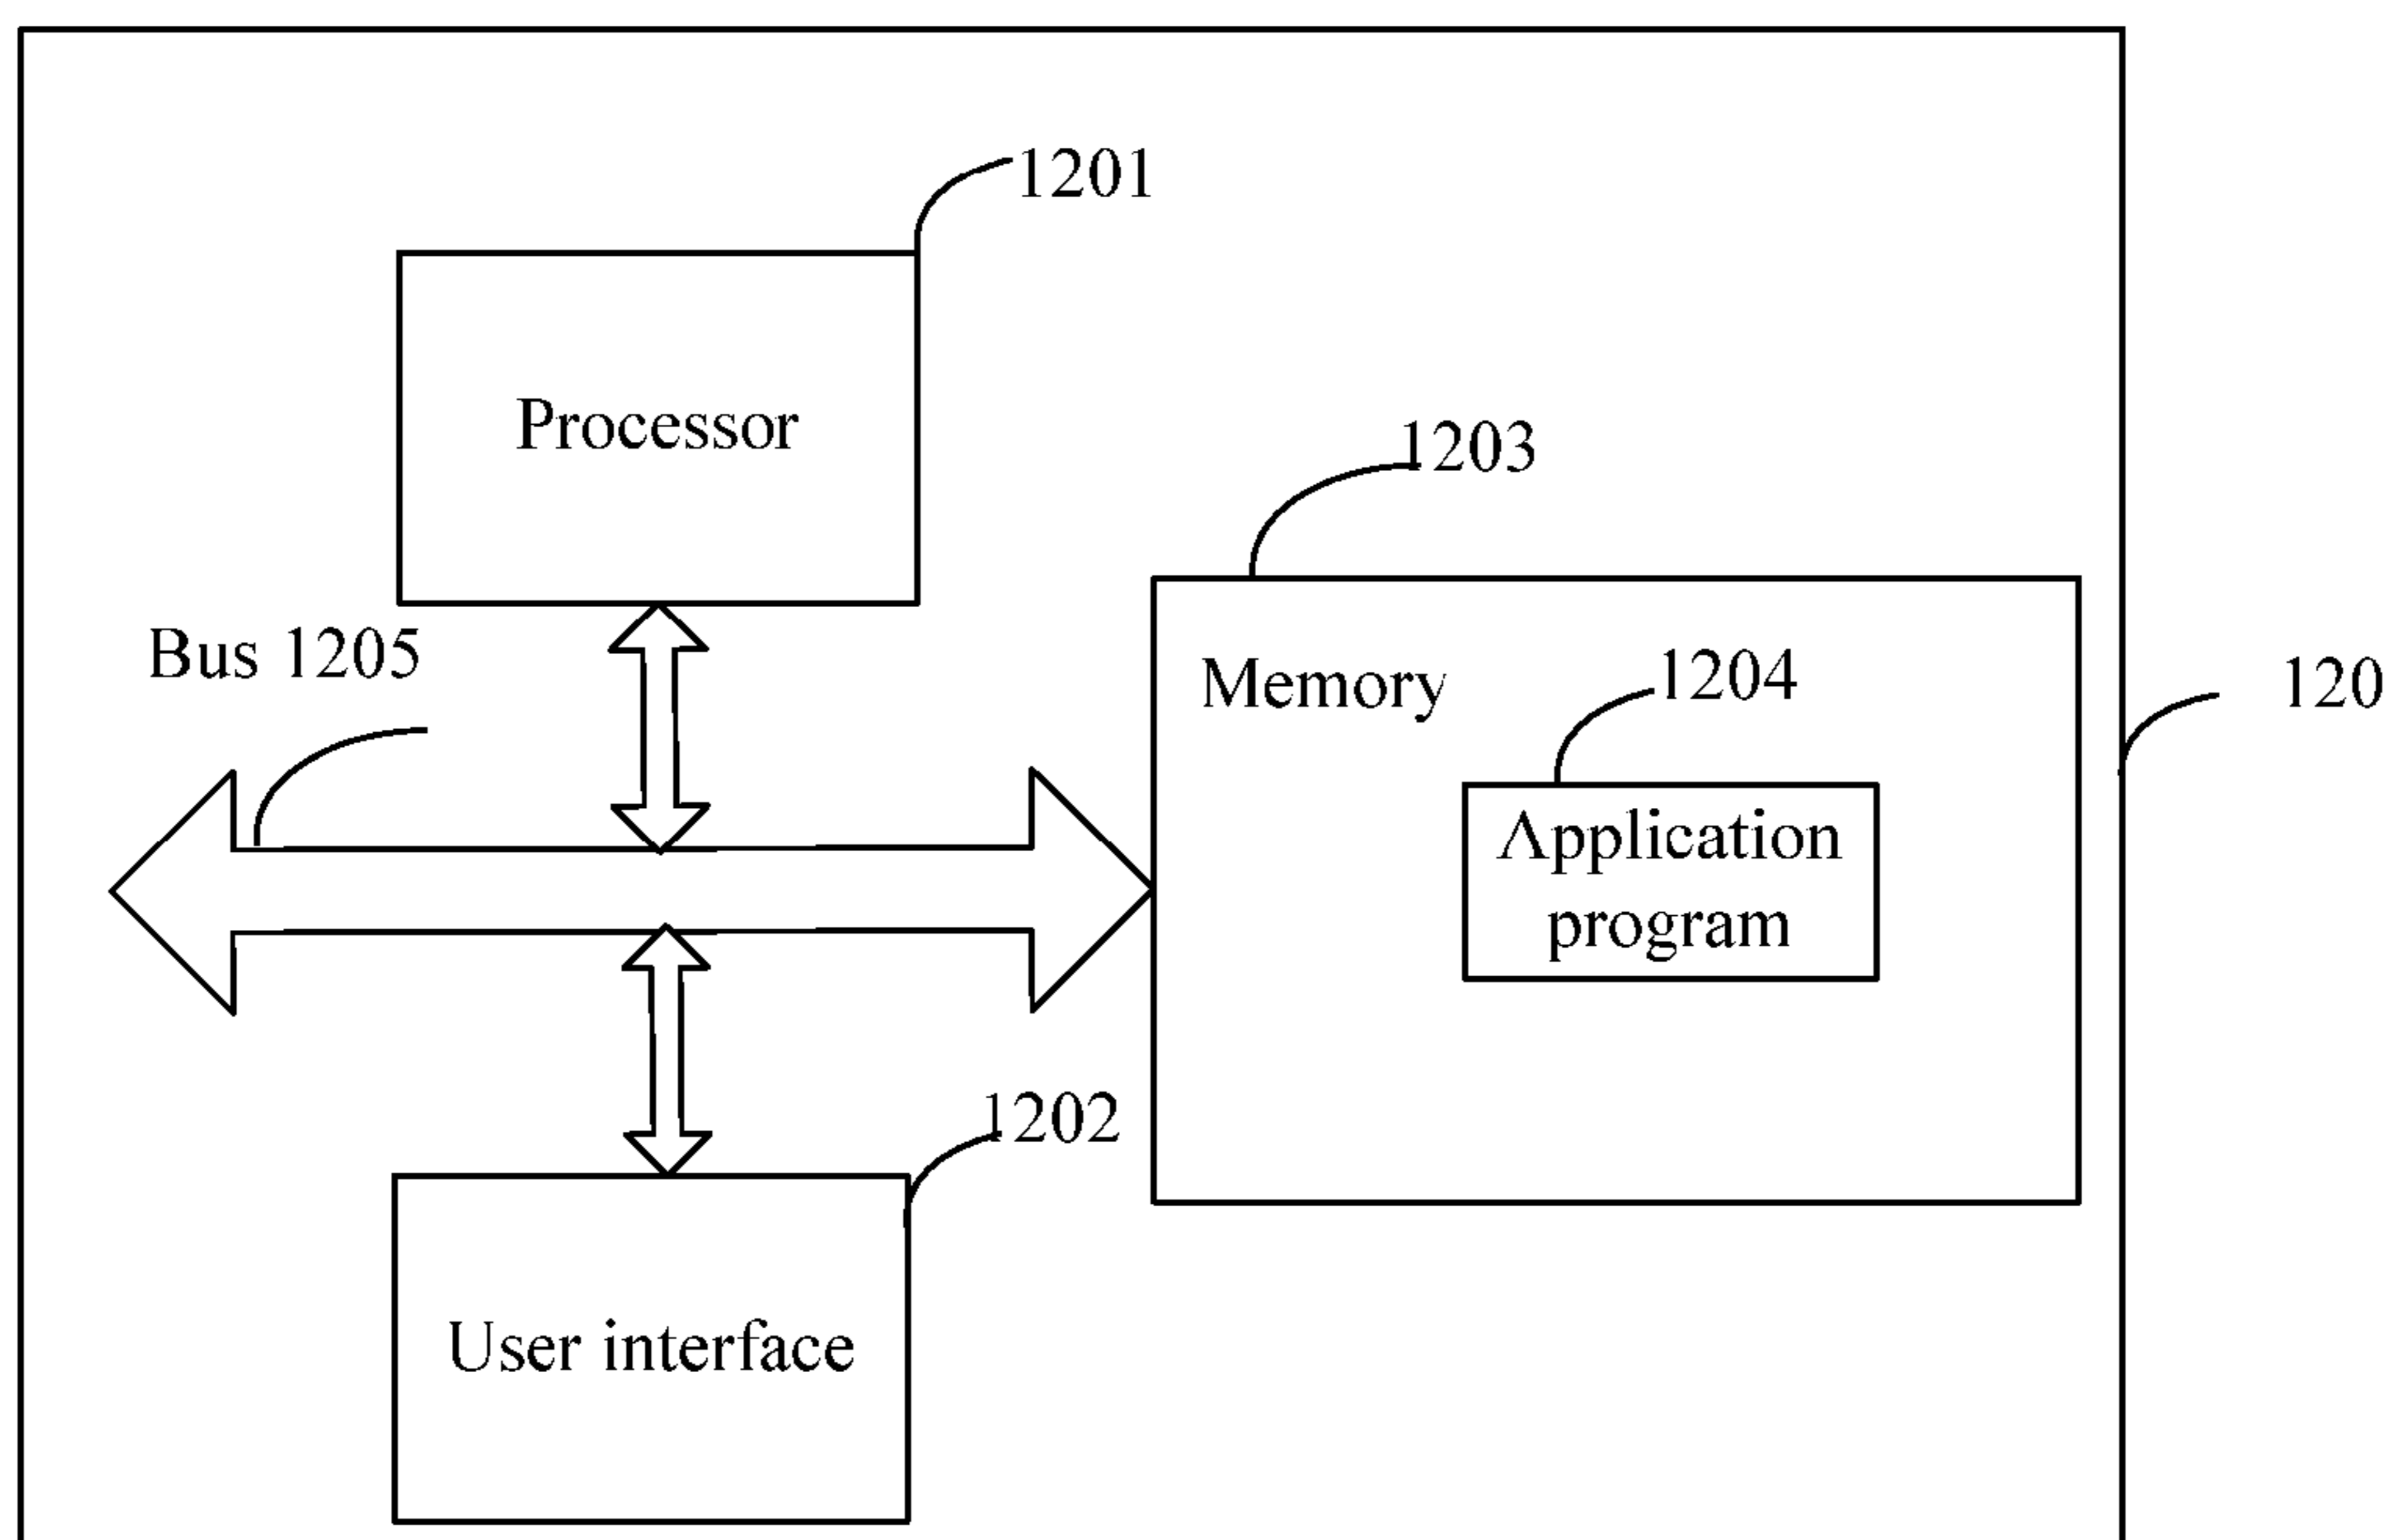 1201
Processor
1203
Bus 1205
Memory
1204
120
Application
program
1202
User interface